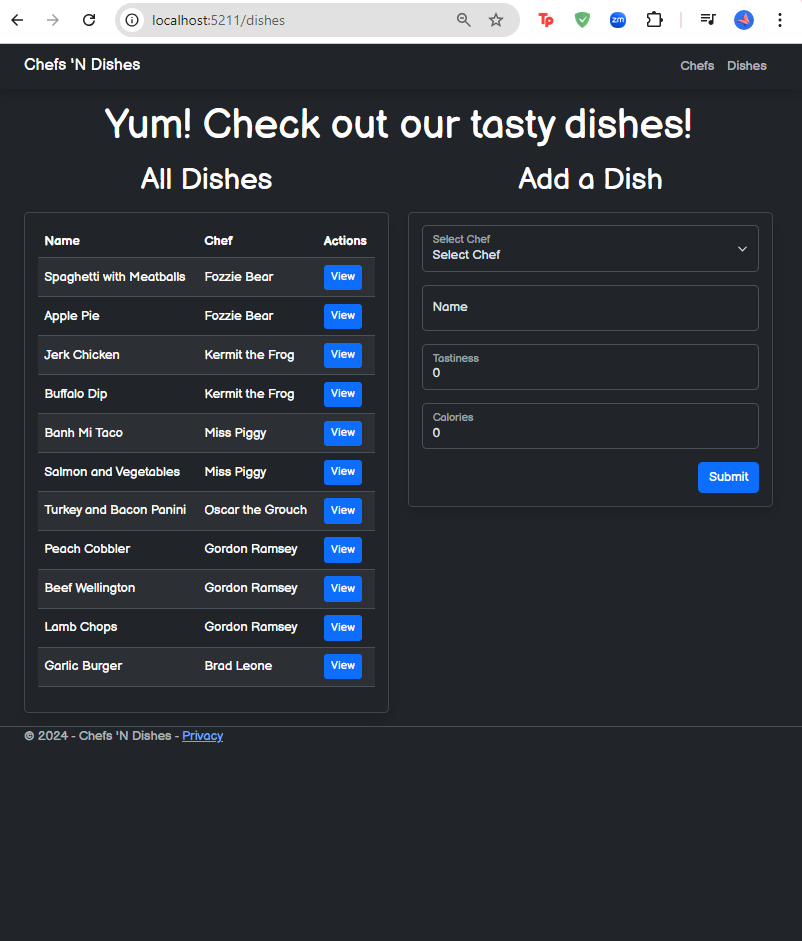 localhost:5211/dishes
Tp
zm
Chefs 'N Dishes
Chefs Dishes
Yum! Check out our tasty dishes!
All Dishes
Name Chef Actions
Spaghetti with Meatballs Fozzie Bear View
Apple Pie Fozzie Bear View
Jerk Chicken Kermit the Frog View
Buffalo Dip Kermit the Frog View
Banh Mi Taco Miss Piggy View
Salmon and Vegetables Miss Piggy View
Turkey and Bacon Panini Oscar the Grouch View
Peach Cobbler Gordon Ramsey View
Beef Wellington Gordon Ramsey View
Lamb Chops Gordon Ramsey View
Garlic Burger Brad Leone View
Add a Dish
Select Chef
Select Chef
Name
Tastiness
0
Calories
0
Submit
© 2024 - Chefs 'N Dishes - Privacy